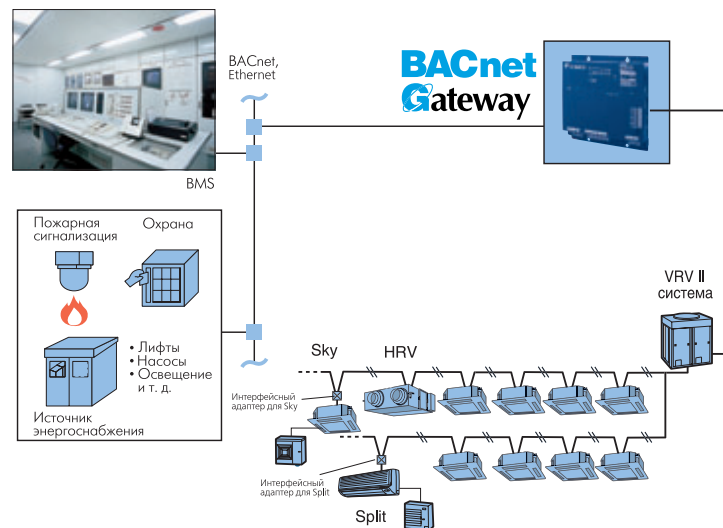 BACnet,
Ethernet
BACnet
Gateway
BMS
Пожарная
сигнализация
Охрана
• Лифты
• Насосы
• Освещение
и т. д.
Источник
энергоснабжения
VRV II
система
Sky
HRV
Интерфейсный
адаптер для Sky
Интерфейсный
адаптер для Split
Split